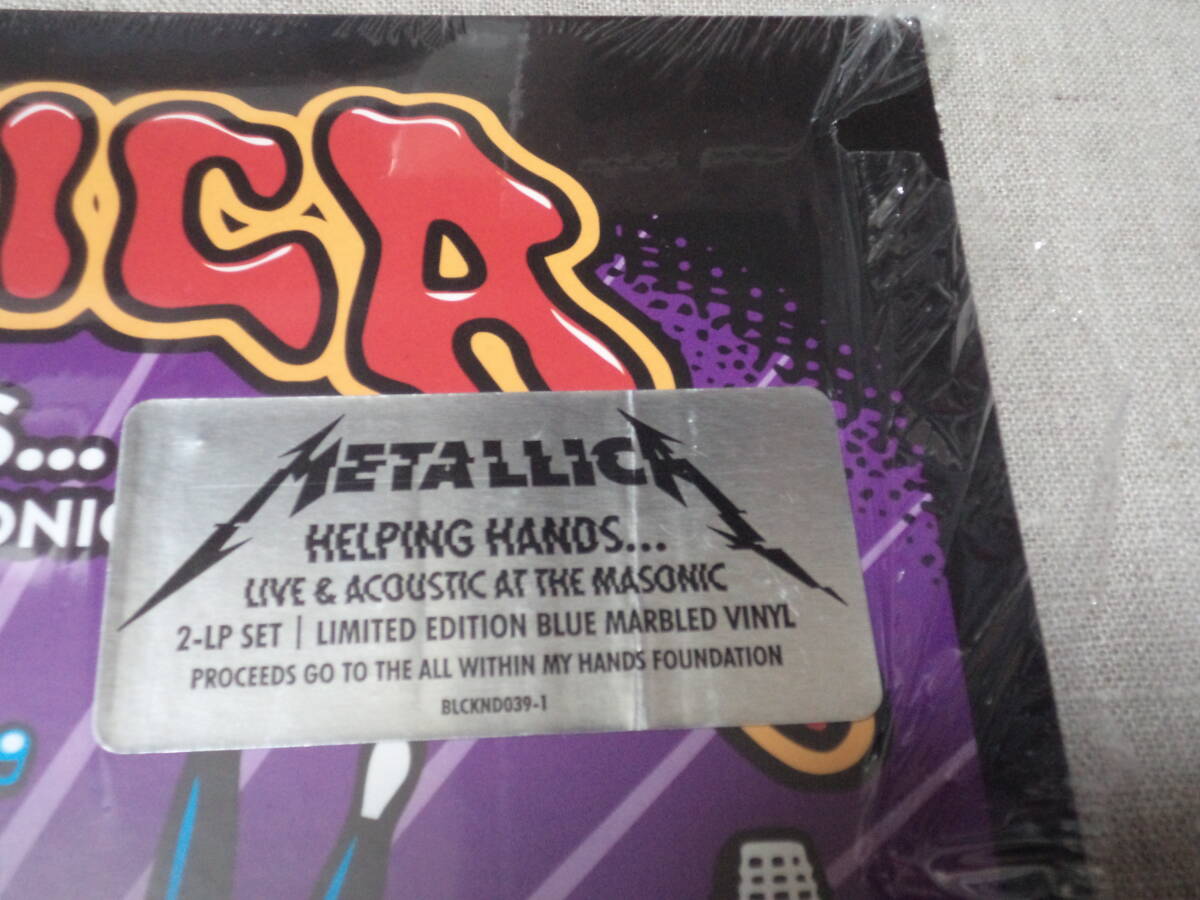 ICA
S...
ONIC
METALLICA
HELPING HANDS...
LIVE & ACOUSTIC AT THE MASONIC
2-LP SET | LIMITED EDITION BLUE MARBLED VINYL
PROCEEDS GO TO THE ALL WITHIN MY HANDS FOUNDATION
BLCKND039-1